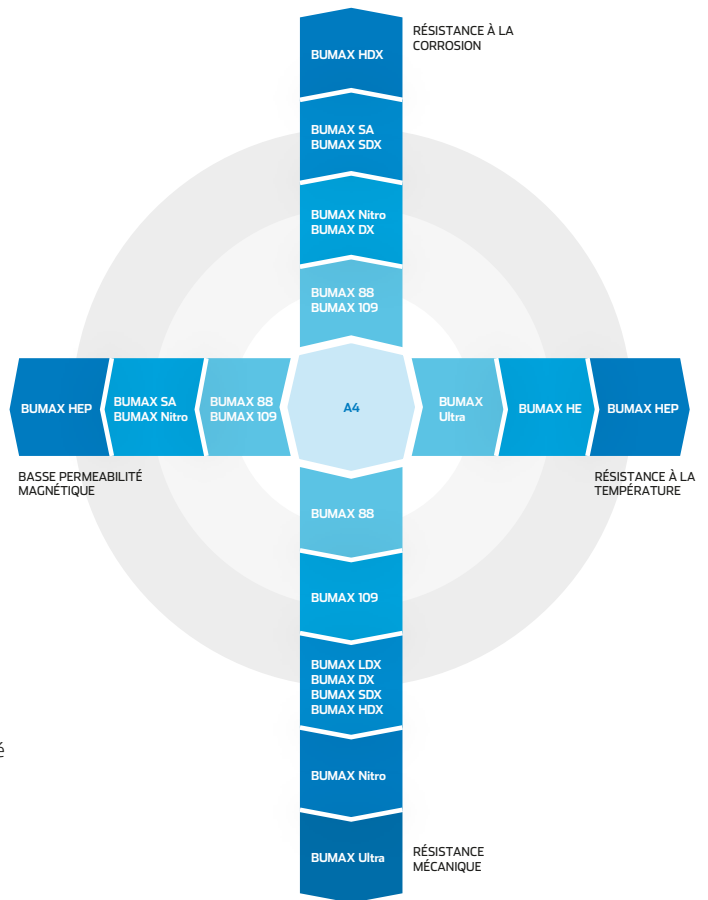 BUMAX HDX
RÉSISTANCE À LA
CORROSION
BUMAX SA
BUMAX SDX
BUMAX Nitro
BUMAX DX
BUMAX 88
BUMAX 109
BUMAX HEP
BUMAX SA
BUMAX Nitro
BUMAX 88
BUMAX 109
A4
BUMAX
Ultra
BUMAX HE
BUMAX HEP
BASSE PERMEABILITÉ
MAGNÉTIQUE
RÉSISTANCE À LA
TEMPÉRATURE
BUMAX 88
BUMAX 109
BUMAX LDX
BUMAX DX
BUMAX SDX
BUMAX HDX
é
BUMAX Nitro
BUMAX Ultra
RÉSISTANCE
MÉCANIQUE